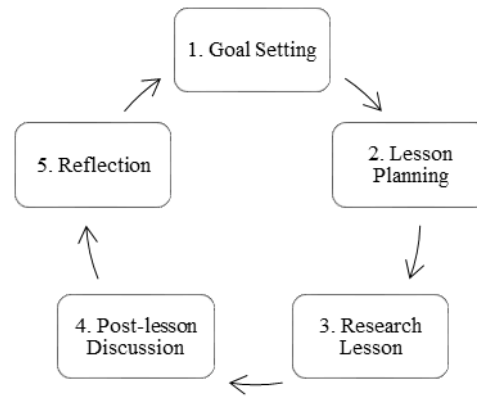 1. Goal Setting
2. Lesson
Planning
3. Research
Lesson
4. Post-lesson
Discussion
5. Reflection